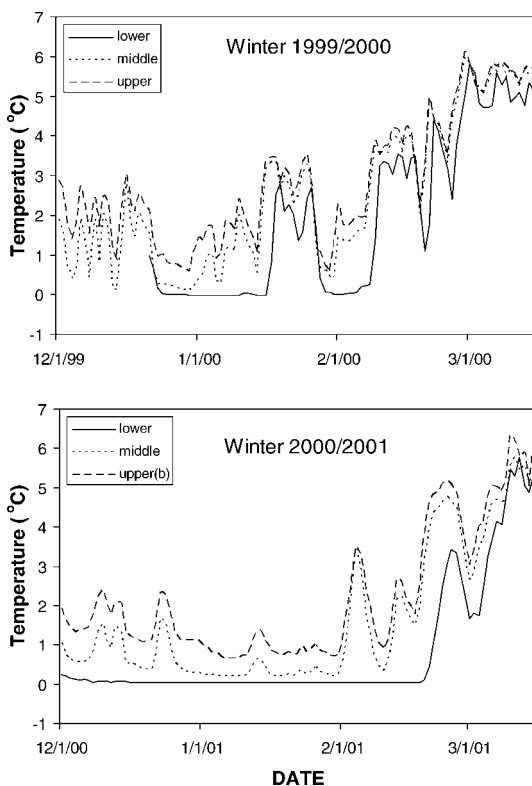 Winter 1999/2000
lower
middle
upper
Temperature ( °C)
7
6
5
4
3
2
1
0
-1
12/1/99 1/1/00 2/1/00 3/1/00
Winter 2000/2001
lower
middle
upper(b)
Temperature ( °C)
7
6
5
4
3
2
1
0
-1
12/1/00 1/1/01 2/1/01 3/1/01
DATE